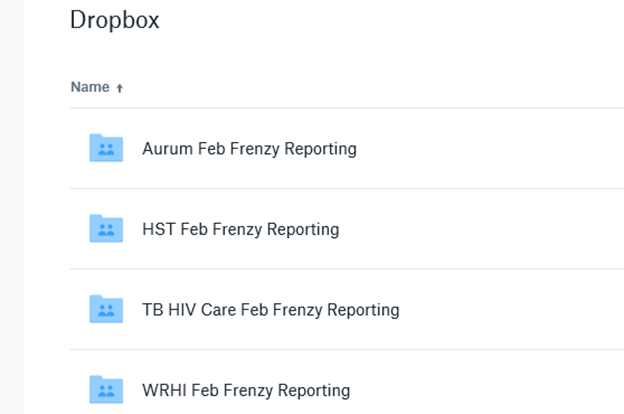 Dropbox
Name ↑
Aurum Feb Frenzy Reporting
HST Feb Frenzy Reporting
TB HIV Care Feb Frenzy Reporting
WRHI Feb Frenzy Reporting